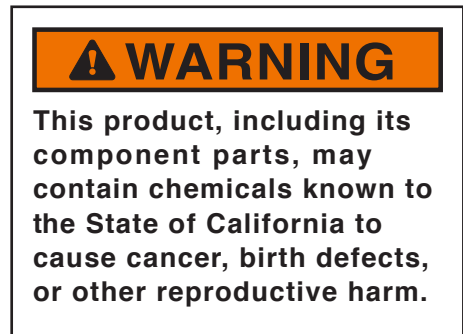 WARNING
This product, including its
component parts, may
contain chemicals known to
the State of California to
cause cancer, birth defects,
or other reproductive harm.